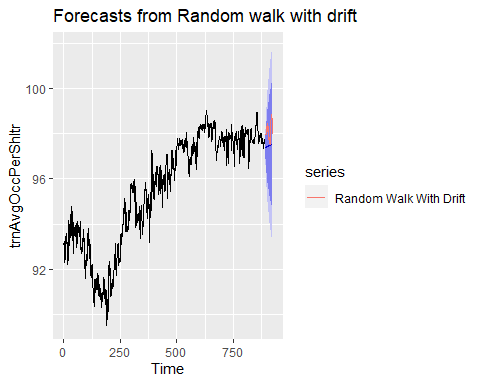 Forecasts from Random walk with drift
100
96
92
trnAvgOccPerShltr
0
250
500
750
Time
series
Random Walk With Drift